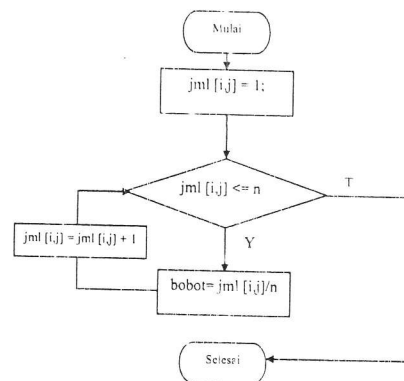 Mulai
jml [i,j] = 1;
jml [i,j] <= n
T
jml [i,j] = jml [i,j] + 1
Y
bobot= jml [i,j]/n
Selesai